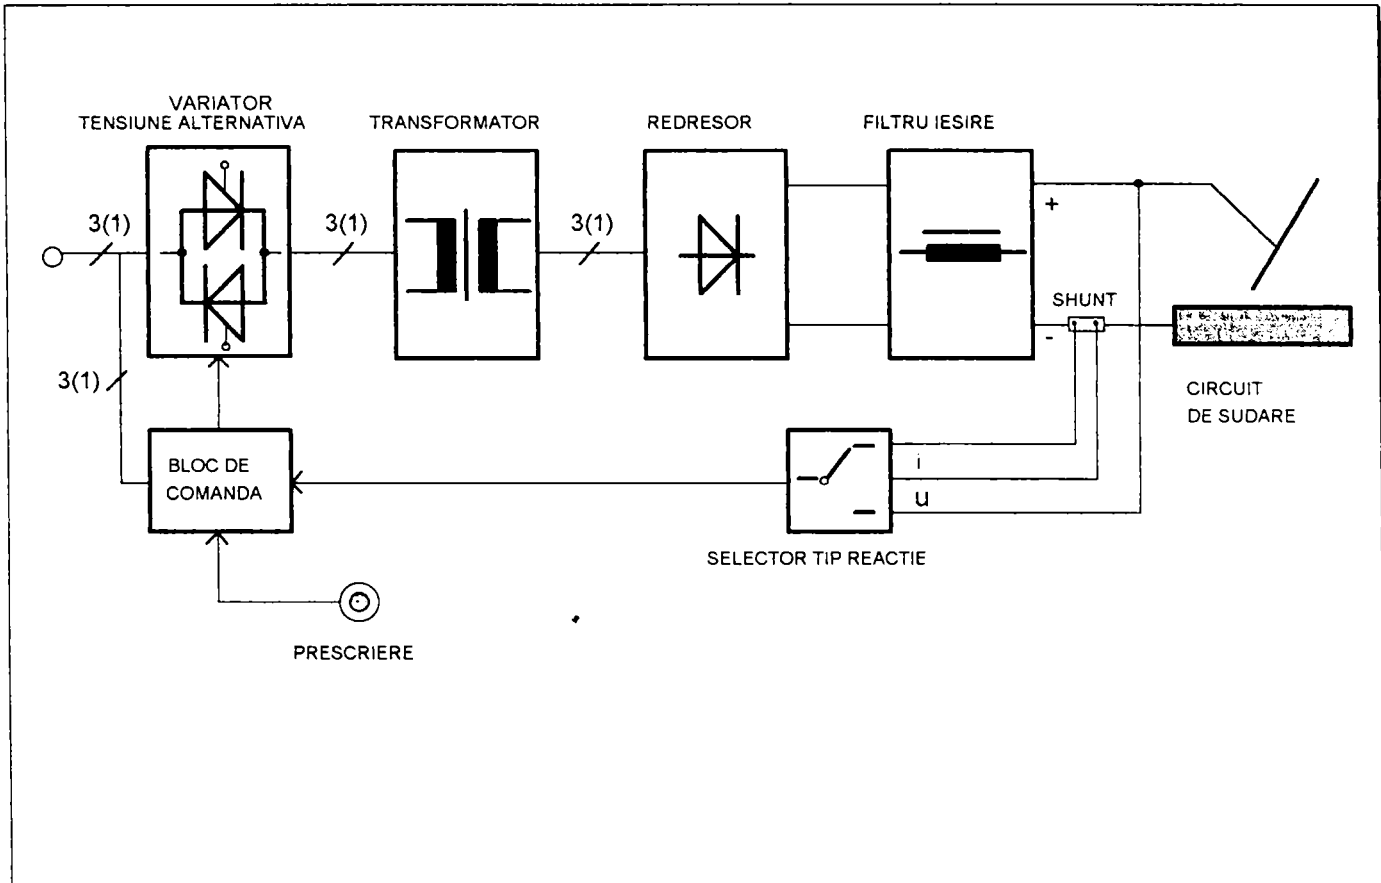 VARIATOR
TENSIUNE ALTERNATIVA
TRANSFORMATOR
REDRESOR
FILTRU IESIRE
3(1)
3(1)
3(1)
+
SHUNT
-
3(1)
CIRCUIT
DE SUDARE
BLOC DE
COMANDA
i
u
SELECTOR TIP REACTIE
PRESCRIERE